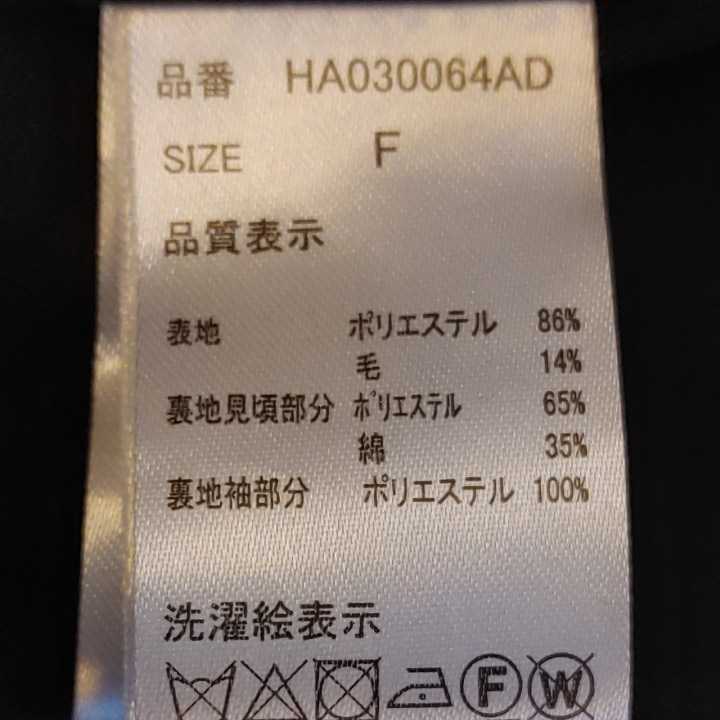 品番 HA030064AD
SIZE F
品質表示
表地 ポリエステル 86%
毛 14%
裏地見頃部分 ﾎﾟﾘｴｽﾃﾙ 65%
綿 35%
裏地袖部分 ポリエステル 100%
洗濯絵表示
F W